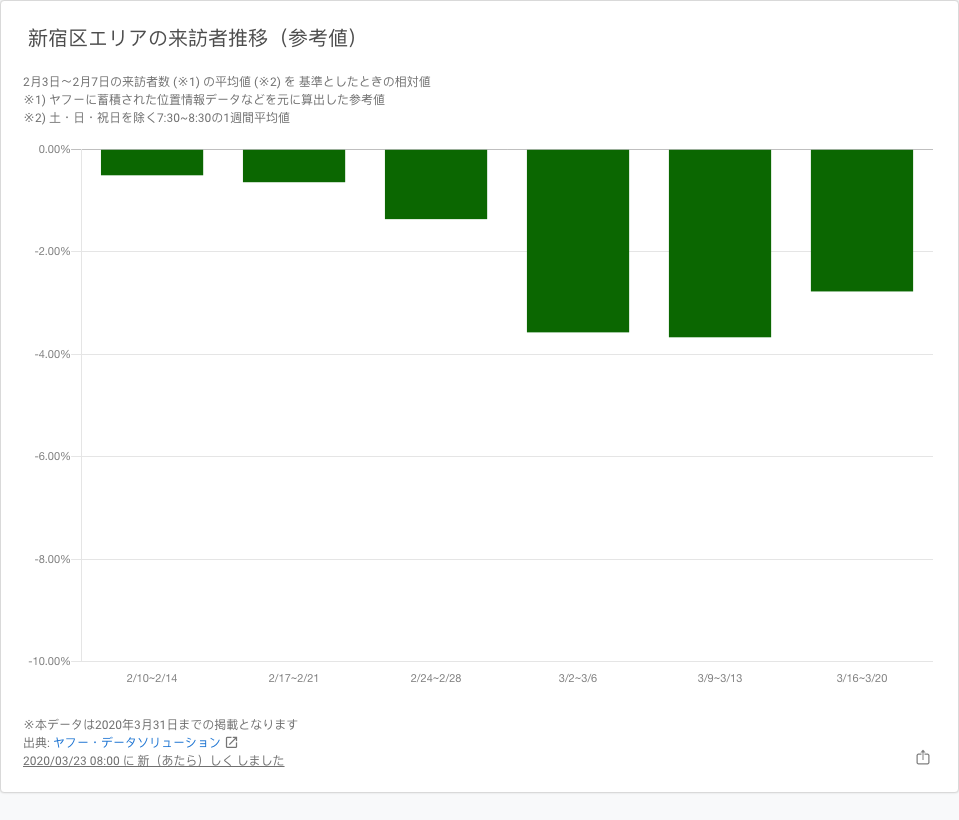 新宿区エリアの来訪者推移（参考値）
2月3日～2月7日の来訪者数 (※1) の平均値 (※2) を 基準としたときの相対値
※1) ヤフーに蓄積された位置情報データなどを元に算出した参考値
※2) 土・日・祝日を除く7:30~8:30の1週間平均値
0.00%
-2.00%
-4.00%
-6.00%
-8.00%
-10.00%
2/10~2/14 2/17~2/21 2/24~2/28 3/2~3/6 3/9~3/13 3/16~3/20
※本データは2020年3月31日までの掲載となります
出典: ヤフー・データソリューション
2020/03/23 08:00 に 新（あたら）しく しました